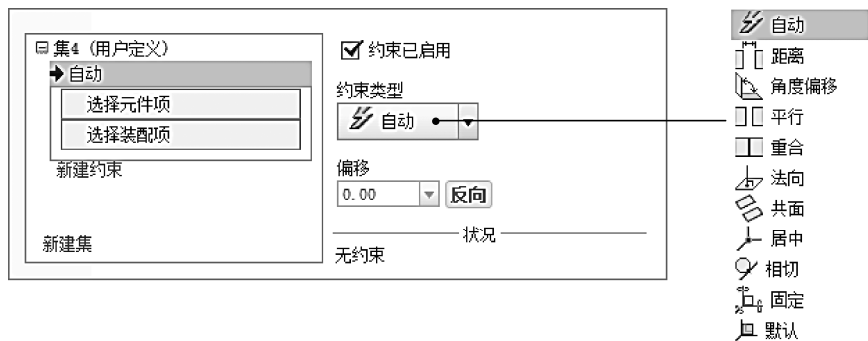 集4（用户定义）
自动
选择元件项
选择装配项
新建约束
新建集
约束已启用
约束类型
自动
偏移
0.00
反向
状况
无约束
自动
距离
角度偏移
平行
重合
法向
共面
居中
相切
固定
默认